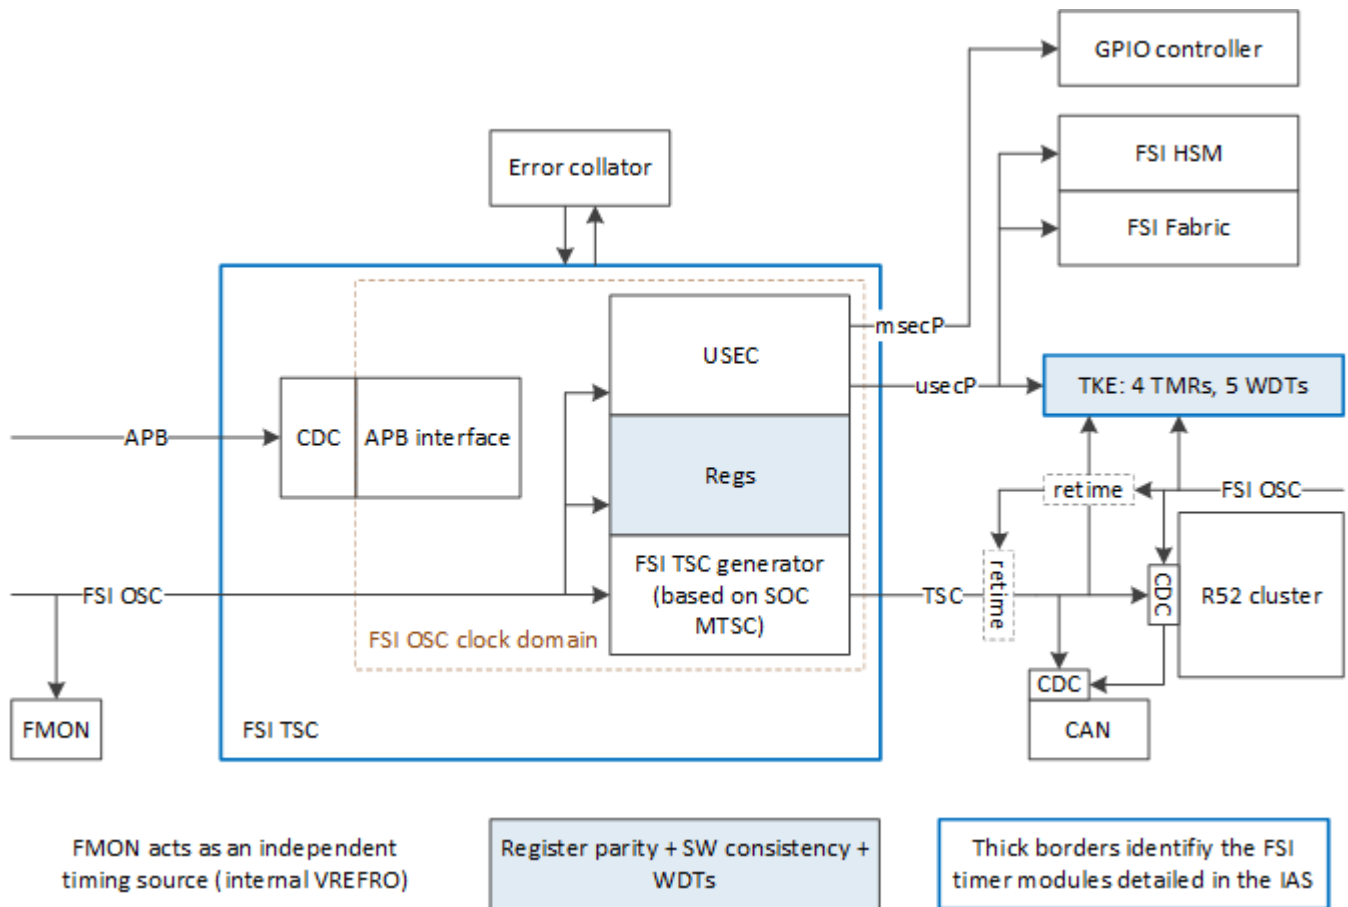 GPIO controller
Error collator
FSI HSM
FSI Fabric
USEC
msecP
usecP
TKE: 4 TMRs, 5 WDTs
APB
CDC
APB interface
Regs
retime
FSI OSC
FSI OSC
FSI TSC generator
(based on SOC
MTSC)
TSC
retime
CDC
R52 cluster
FSI OSC clock domain
CDC
FMON
FSI TSC
CAN
FMON acts as an independent
timing source (internal VREFRO)
Register parity + SW consistency +
WDTs
Thick borders identifiy the FSI
timer modules detailed in the IAS